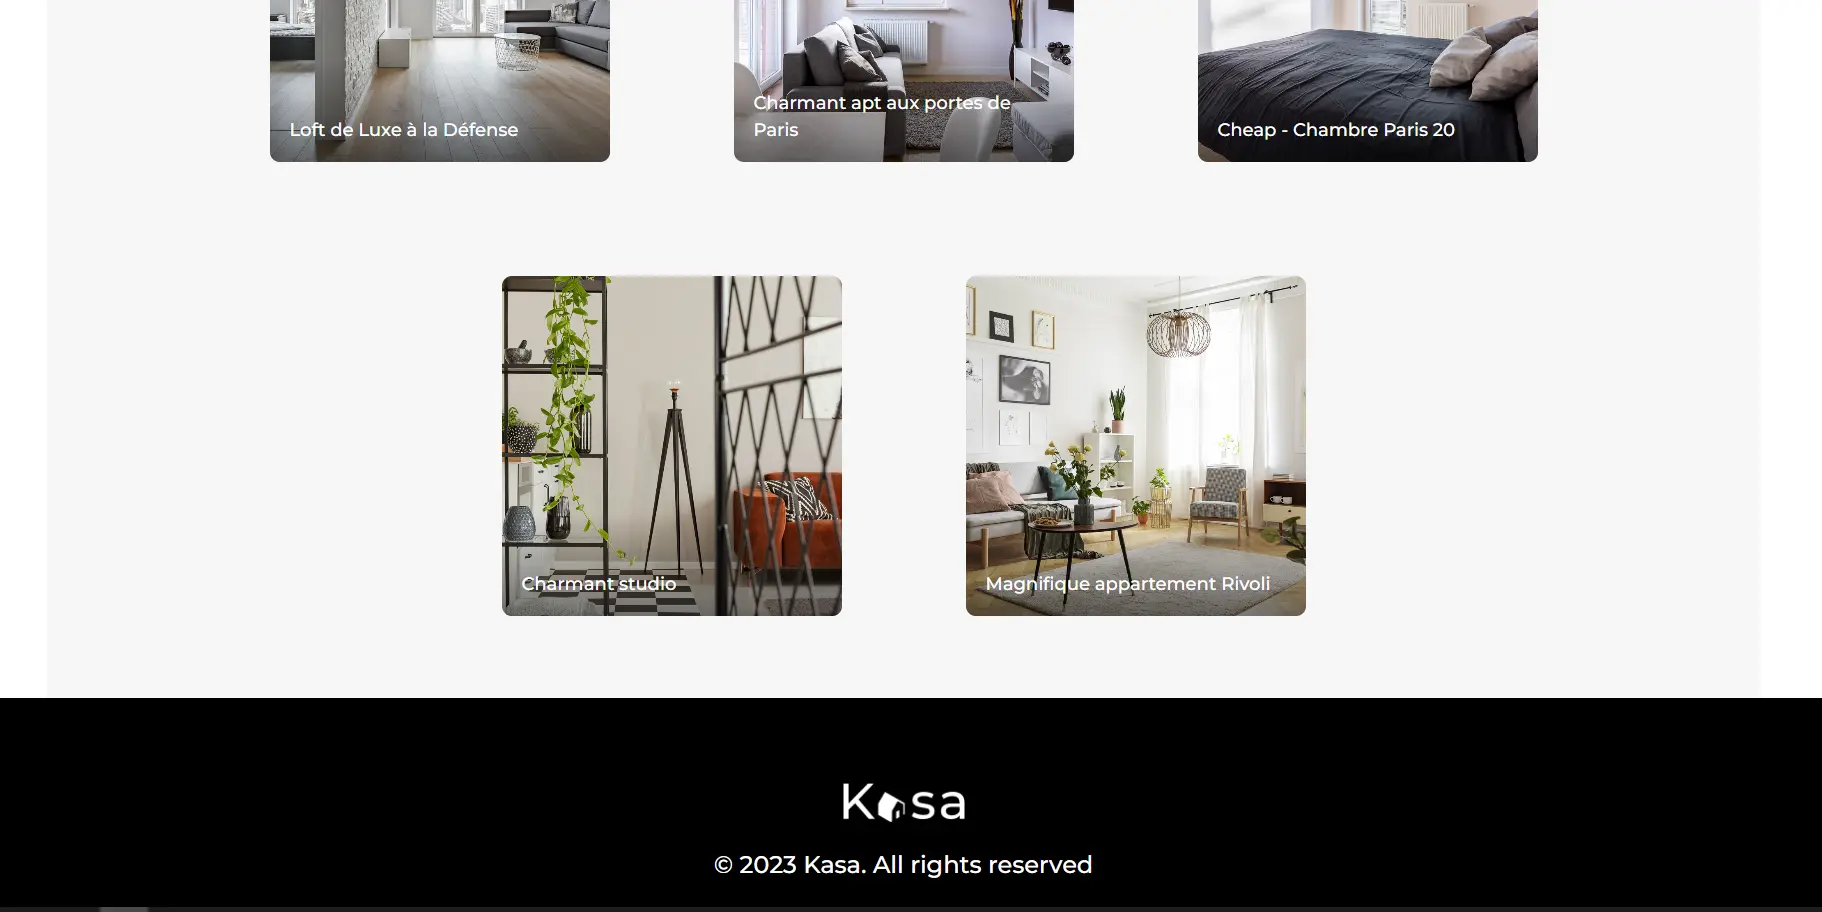 Loft de Luxe à la Défense
Charmant apt aux portes de
Paris
Cheap - Chambre Paris 20
Charmant studio
Magnifique appartement Rivoli
Kasa
© 2023 Kasa. All rights reserved